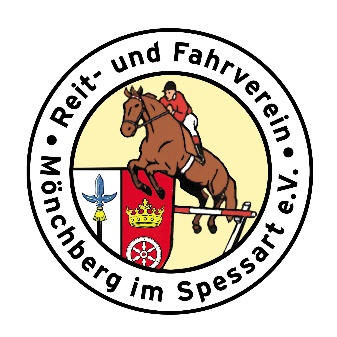 Reit- und Fahrverein
Mönchberg im Spessart e.V.